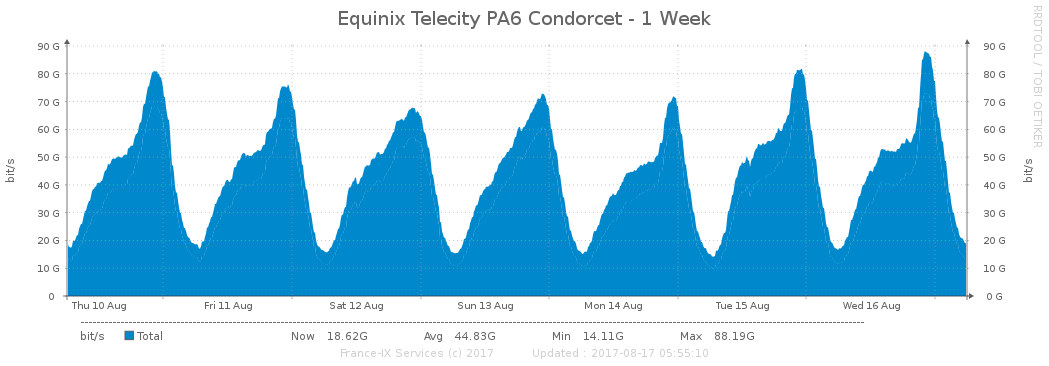 Equinix Telecity PA6 Condorcet - 1 Week
RRDTOOL / TOBI OETIKER
90 G 90 G
80 G 80 G
70 G 70 G
60 G 60 G
50 G 50 G
40 G 40 G
30 G 30 G
20 G 20 G
10 G 10 G
0 0 G
bit/s bit/s
Thu 10 Aug Fri 11 Aug Sat 12 Aug Sun 13 Aug Mon 14 Aug Tue 15 Aug Wed 16 Aug
bit/s Total Now 18.62G Avg 44.83G Min 14.11G Max 88.19G
France-IX Services (c) 2017 Updated : 2017-08-17 05:55:10